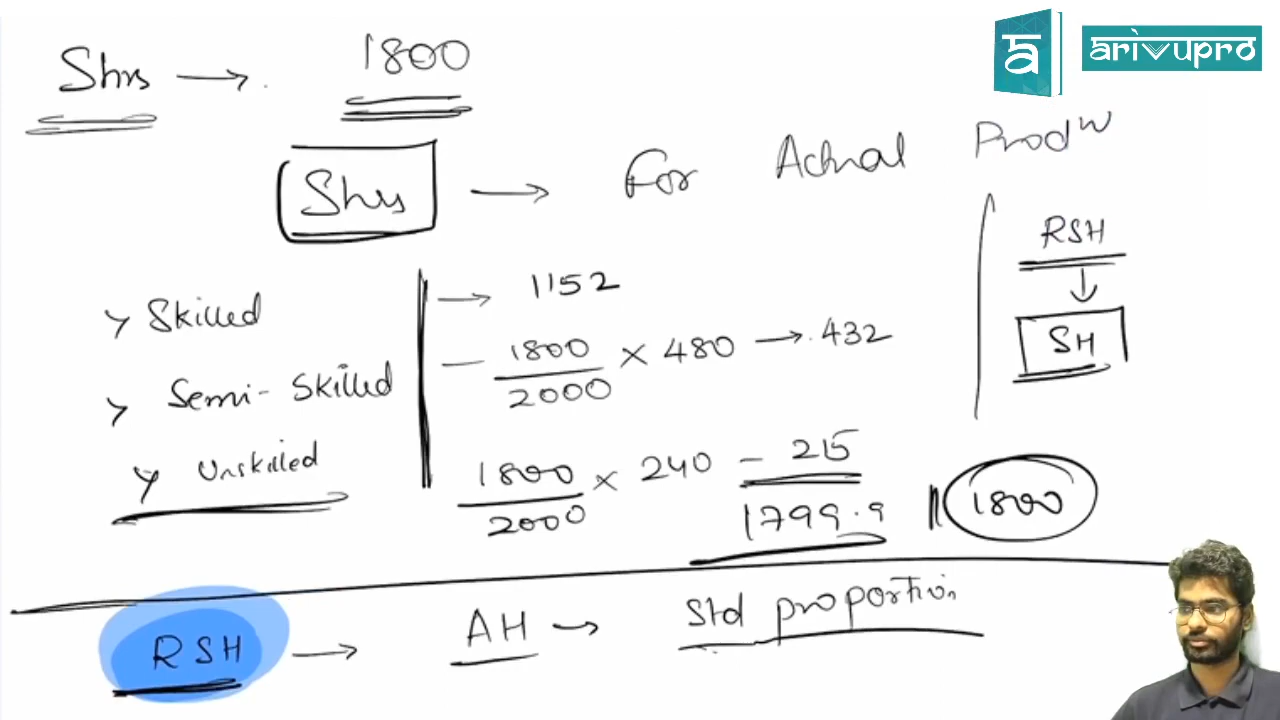 ā arivupro
Shrs → 1800
Shrs → For Actual Prodn
RSH
↓
SH
> Skilled → 1152
> Semi-Skilled - 1800/2000 × 480 → 432
> Unskilled 1800/2000 × 240 - 215
1799.9 || 1800
RSH → AH → Std proportion